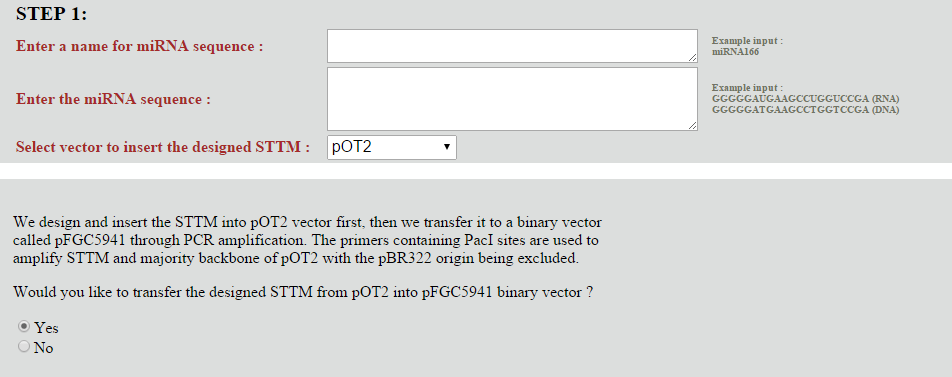 STEP 1:
Enter a name for miRNA sequence :
Example input :
miRNA166
Enter the miRNA sequence :
Example input :
GGGGGAUGAAGCCUGGUCCGA (RNA)
GGGGGATGAAGCCTGGTCCGA (DNA)
Select vector to insert the designed STTM : pOT2
We design and insert the STTM into pOT2 vector first, then we transfer it to a binary vector
called pFGC5941 through PCR amplification. The primers containing PacI sites are used to
amplify STTM and majority backbone of pOT2 with the pBR322 origin being excluded.
Would you like to transfer the designed STTM from pOT2 into pFGC5941 binary vector ?
Yes
No